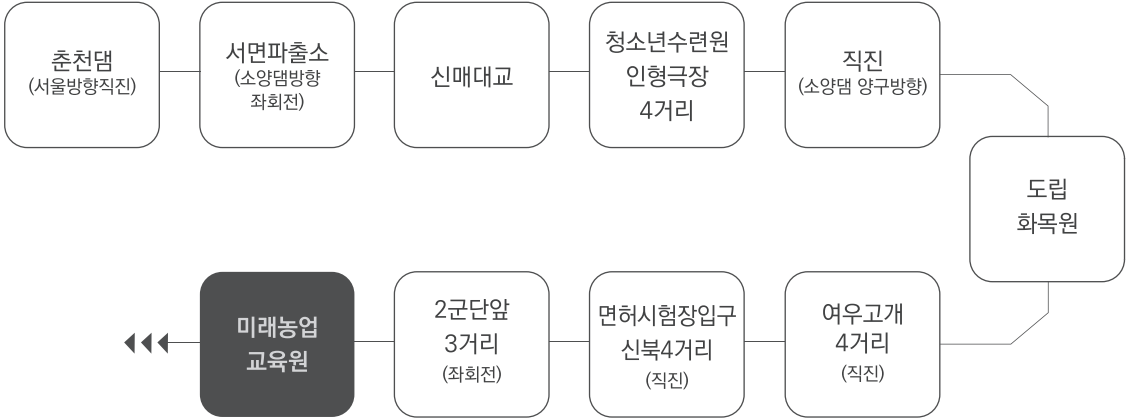 춘천댐
(서울방향직진)
서면파출소
(소양댐방향
좌회전)
신매대교
청소년수련원
인형극장
4거리
직진
(소양댐 양구방향)
도립
화목원
여우고개
4거리
(직진)
면허시험장입구
신북4거리
(직진)
2군단앞
3거리
(좌회전)
미래농업
교육원